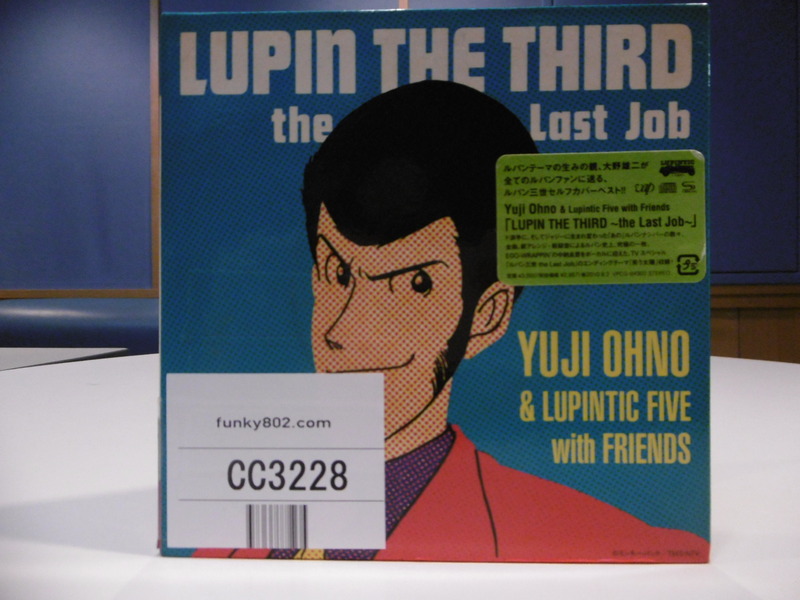 LUPIN THE THIRD
the Last Job
ルパンテーマの生みの親、大野雄二が
全てのルパンファンに送る、
ルパン三世セルフカバーベスト!!
Yuji Ohno & Lupintic Five with Friends
「LUPIN THE THIRD ~the Last Job~」
YUJI OHNO
& LUPINTIC FIVE
with FRIENDS
funky802.com
CC3228